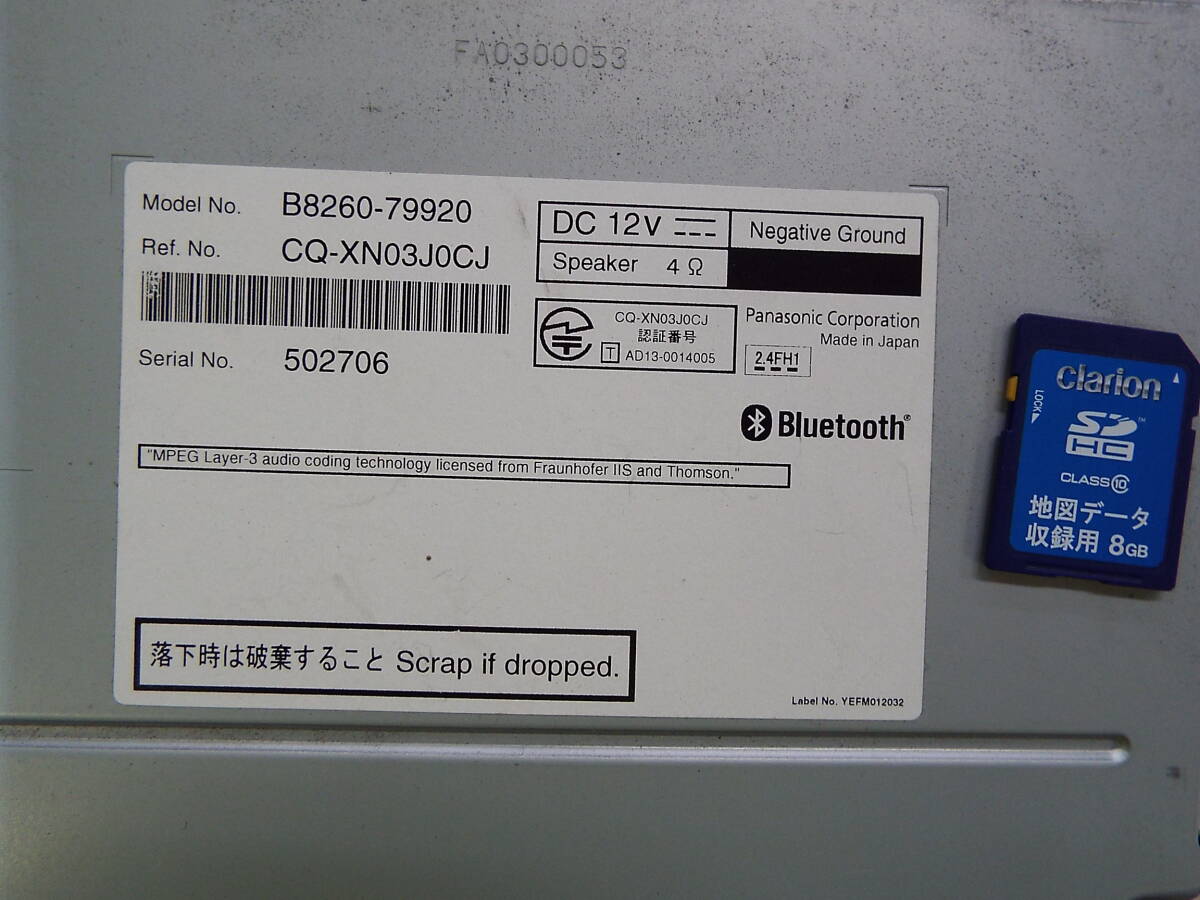 FA0300053
Model No. B8260-79920
Ref. No. CQ-XN03J0CJ
Serial No. 502706
DC 12V
Negative Ground
Speaker 4 Ω
CQ-XN03J0CJ
認証番号
T AD13-0014005
Panasonic Corporation
Made in Japan
2.4FH1
Bluetooth®
"MPEG Layer-3 audio coding technology licensed from Fraunhofer IIS and Thomson."
落下時は破棄すること Scrap if dropped.
Label No. YEFM012032
clarion
LOCK
SD™
HC
CLASS 10
地図データ
収録用 8GB